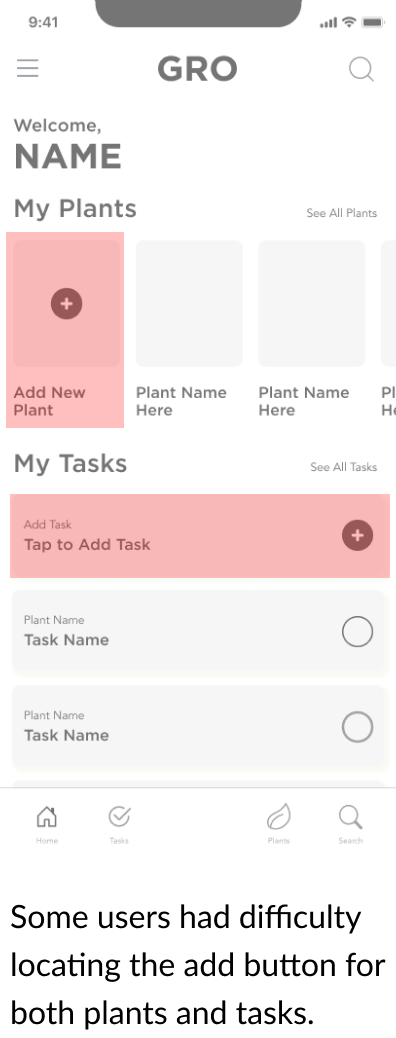 9:41
GRO
Welcome,
NAME
My Plants
See All Plants
Add New
Plant
Plant Name
Here
Plant Name
Here
Pl
He
My Tasks
See All Tasks
Add Task
Tap to Add Task
Plant Name
Task Name
Plant Name
Task Name
Home
Tasks
Plants
Search
Some users had difficulty
locating the add button for
both plants and tasks.